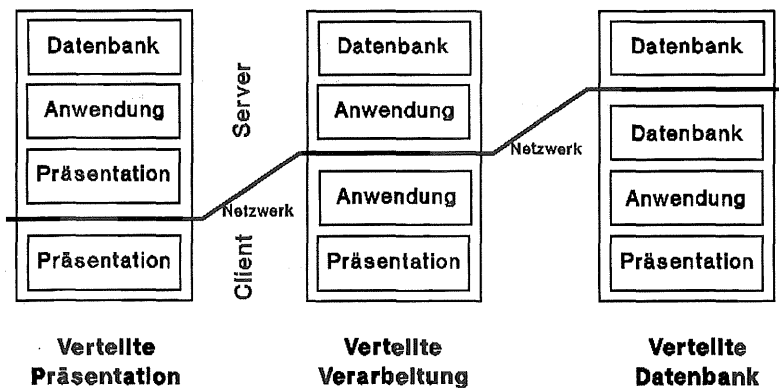 Datenbank
Anwendung
Präsentation
Präsentation
Server
Client
Netzwerk
Datenbank
Anwendung
Anwendung
Präsentation
Netzwerk
Datenbank
Datenbank
Anwendung
Präsentation
Verteilte
Präsentation
Verteilte
Verarbeitung
Verteilte
Datenbank